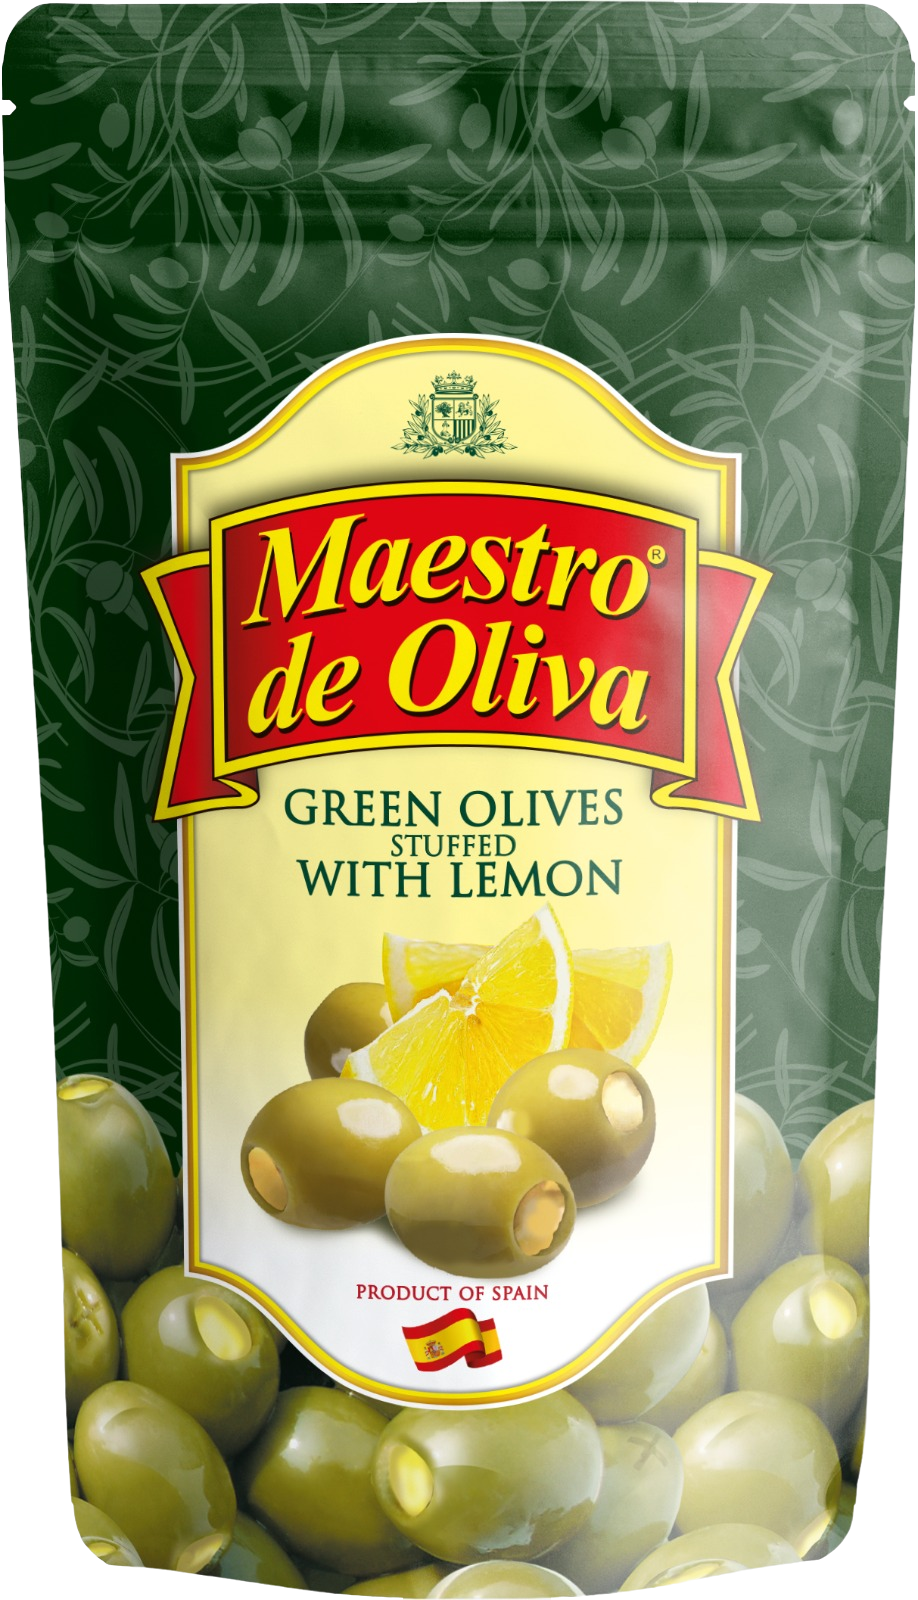 Maestro®
de Oliva
GREEN OLIVES
STUFFED
WITH LEMON
PRODUCT OF SPAIN